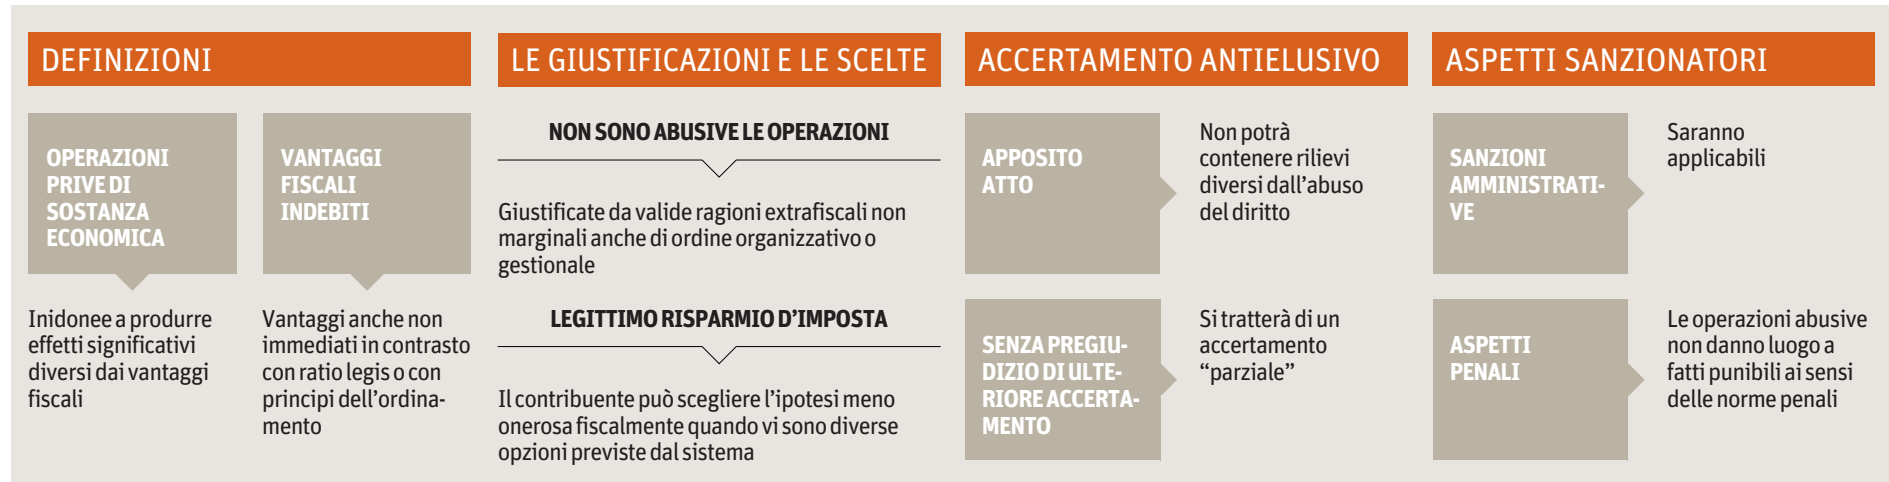 DEFINIZIONI
OPERAZIONI
PRIVE DI
SOSTANZA
ECONOMICA
Inidonee a produrre
effetti significativi
diversi dai vantaggi
fiscali
VANTAGGI
FISCALI
INDEBITI
Vantaggi anche non
immediati in contrasto
con ratio legis o con
principi dell'ordina-
mento
LE GIUSTIFICAZIONI E LE SCELTE
NON SONO ABUSIVE LE OPERAZIONI
Giustificate da valide ragioni extrafiscali non
marginali anche di ordine organizzativo o
gestionale
LEGITTIMO RISPARMIO D'IMPOSTA
Il contribuente può scegliere l'ipotesi meno
onerosa fiscalmente quando vi sono diverse
opzioni previste dal sistema
ACCERTAMENTO ANTIELUSIVO
APPOSITO
ATTO
Non potrà
contenere rilievi
diversi dall'abuso
del diritto
SENZA PREGIU-
DIZIO DI ULTE-
RIORE ACCERTA-
MENTO
Si tratterà di un
accertamento
“parziale”
ASPETTI SANZIONATORI
SANZIONI
AMMINISTRATI-
VE
Saranno
applicabili
ASPETTI
PENALI
Le operazioni abusive
non danno luogo a
fatti punibili ai sensi
delle norme penali